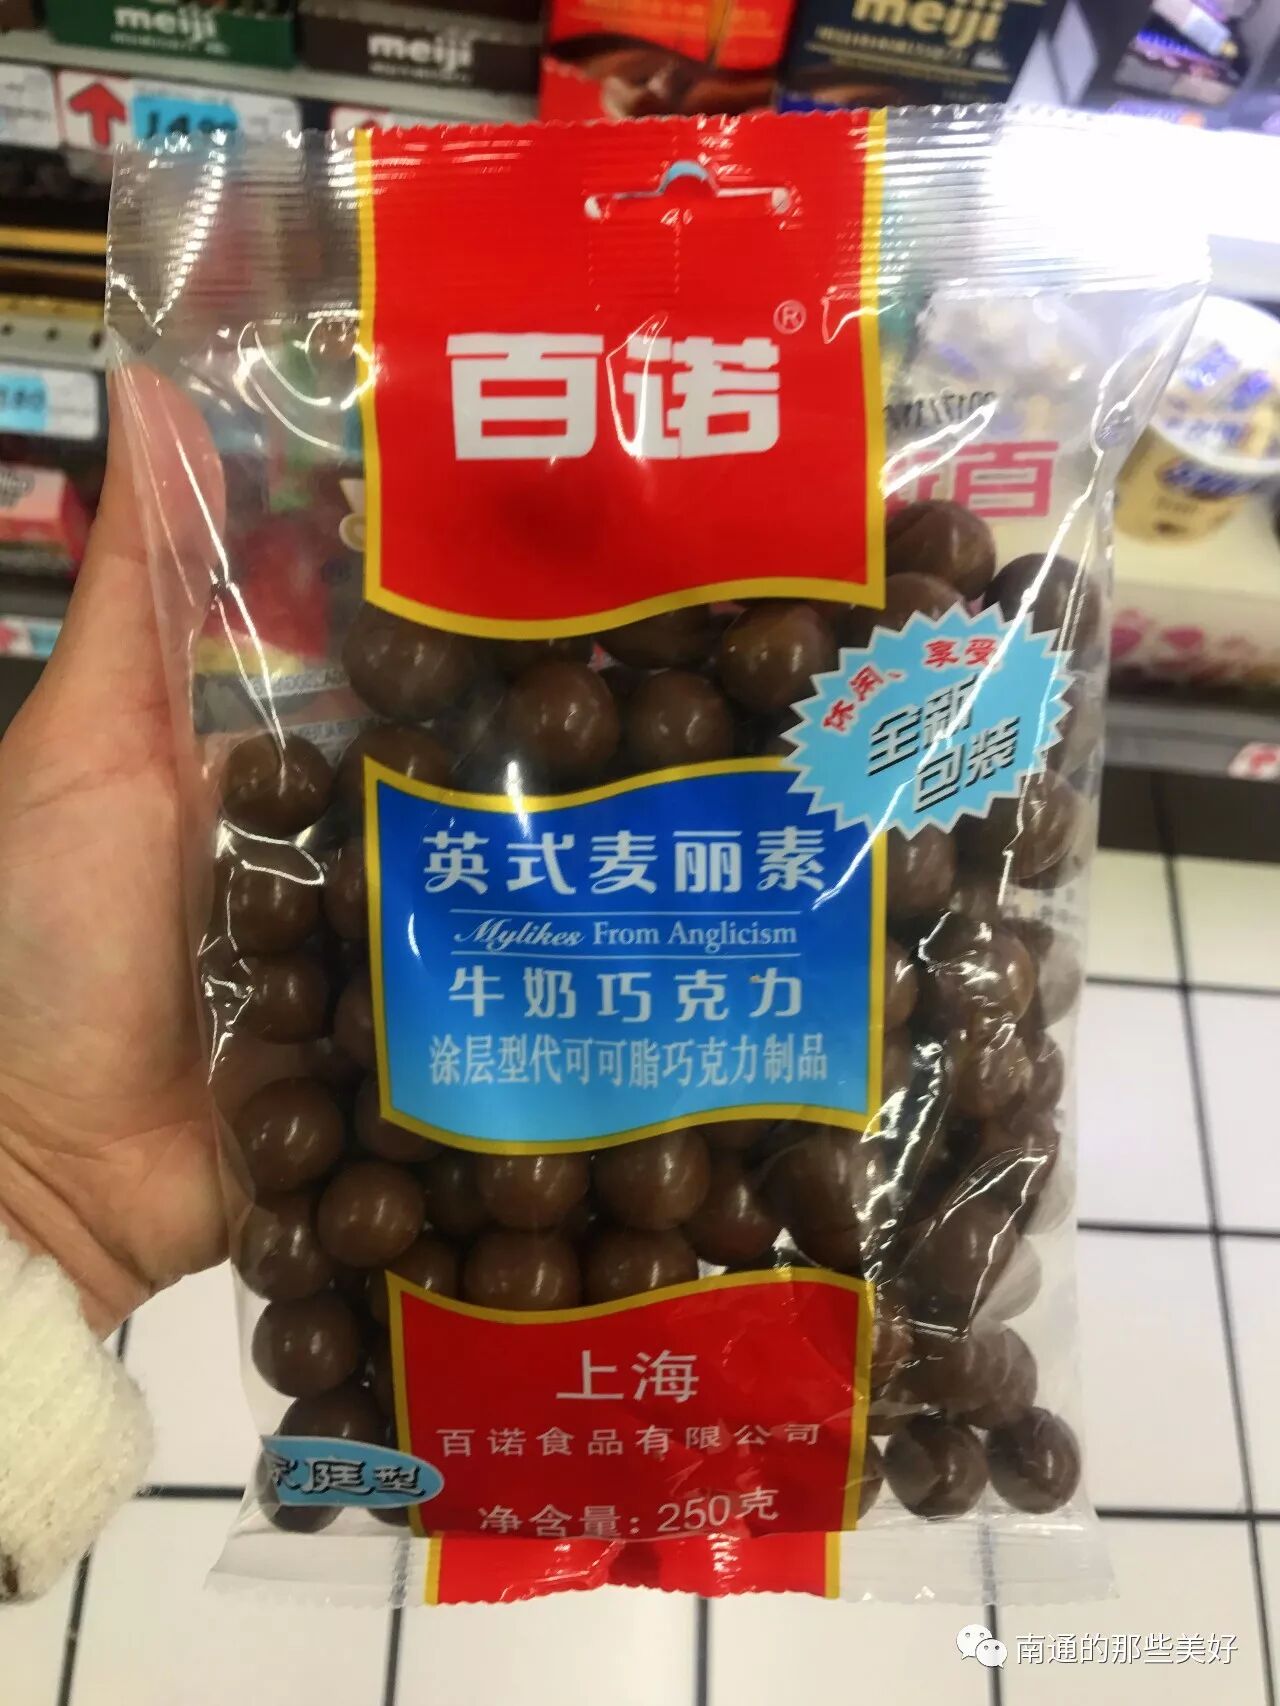 meiji
meiji
meiji
百诺®
休闲、享受
全新
包装
英式麦丽素
Mylikes From Anglicism
牛奶巧克力
涂层型代可可脂巧克力制品
上海
百诺食品有限公司
家庭型
净含量：250克
南通的那些美好